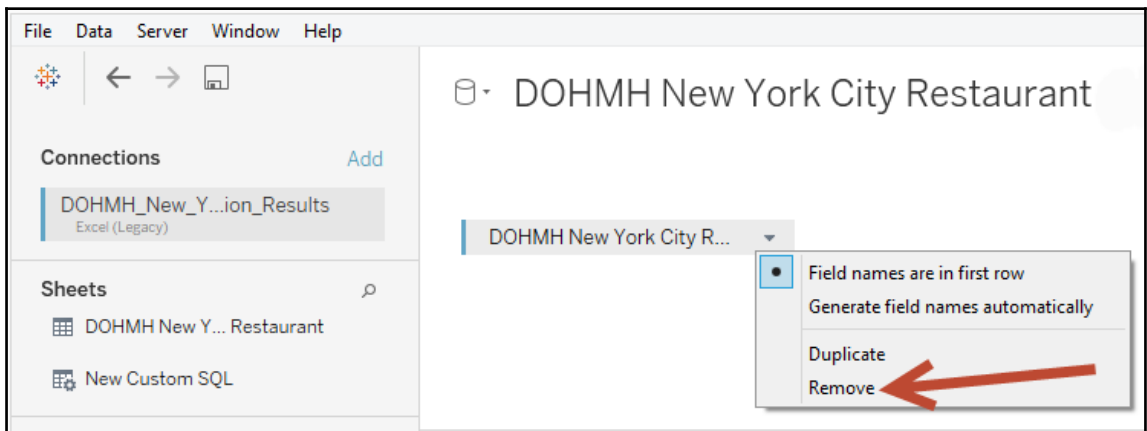 File Data Server Window Help
DOHMH New York City Restaurant
Connections
Add
DOHMH_New_Y...ion_Results
Excel (Legacy)
DOHMH New York City R...
Field names are in first row
Generate field names automatically
Duplicate
Remove
Sheets
DOHMH New Y... Restaurant
New Custom SQL